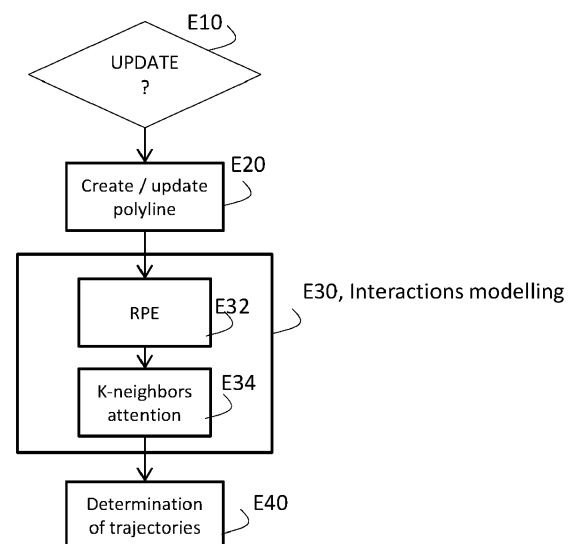 E10
UPDATE
?
E20
Create / update
polyline
E30, Interactions modelling
E32
RPE
E34
K-neighbors
attention
E40
Determination
of trajectories